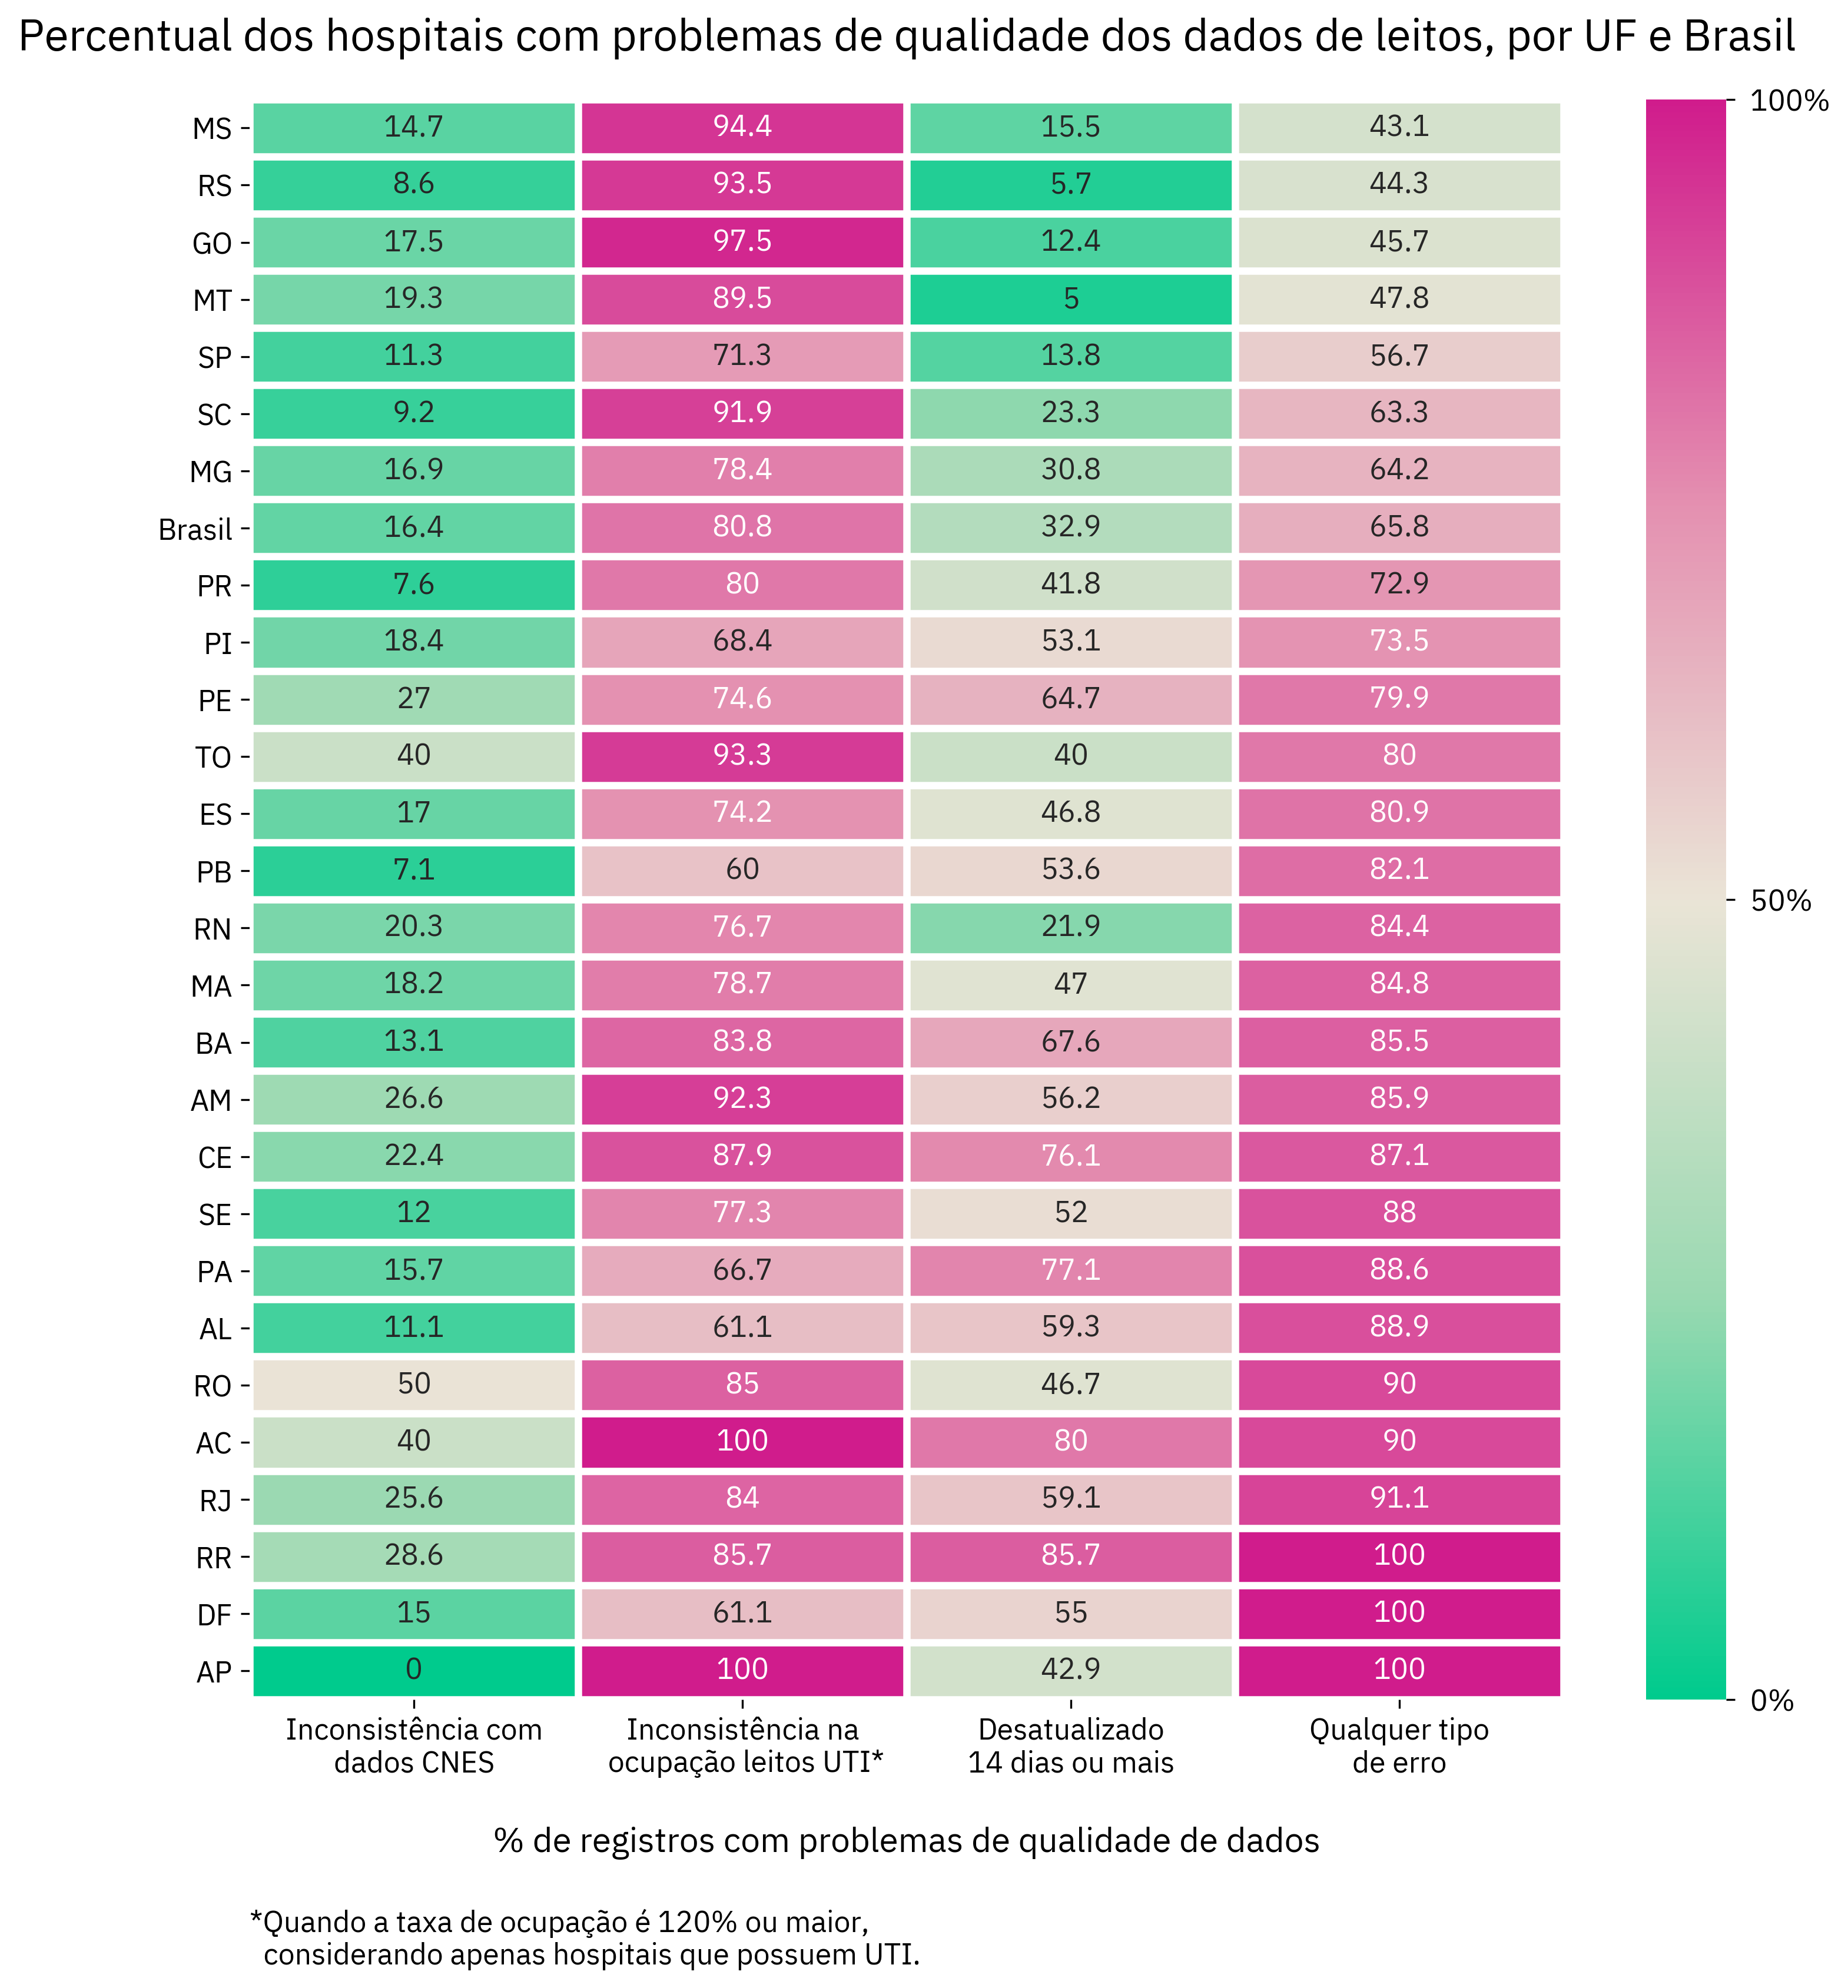 Percentual dos hospitais com problemas de qualidade dos dados de leitos, por UF e Brasil
100%
MS 14.7 94.4 15.5 43.1
RS 8.6 93.5 5.7 44.3
GO 17.5 97.5 12.4 45.7
MT 19.3 89.5 5 47.8
SP 11.3 71.3 13.8 56.7
SC 9.2 91.9 23.3 63.3
MG 16.9 78.4 30.8 64.2
Brasil 16.4 80.8 32.9 65.8
PR 7.6 80 41.8 72.9
PI 18.4 68.4 53.1 73.5
PE 27 74.6 64.7 79.9
TO 40 93.3 40 80
ES 17 74.2 46.8 80.9
PB 7.1 60 53.6 82.1
50%
RN 20.3 76.7 21.9 84.4
MA 18.2 78.7 47 84.8
BA 13.1 83.8 67.6 85.5
AM 26.6 92.3 56.2 85.9
CE 22.4 87.9 76.1 87.1
SE 12 77.3 52 88
PA 15.7 66.7 77.1 88.6
AL 11.1 61.1 59.3 88.9
RO 50 85 46.7 90
AC 40 100 80 90
RJ 25.6 84 59.1 91.1
RR 28.6 85.7 85.7 100
DF 15 61.1 55 100
AP 0 100 42.9 100
0%
Inconsistência com Inconsistência na Desatualizado Qualquer tipo
dados CNES ocupação leitos UTI* 14 dias ou mais de erro
% de registros com problemas de qualidade de dados
*Quando a taxa de ocupação é 120% ou maior,
considerando apenas hospitais que possuem UTI.